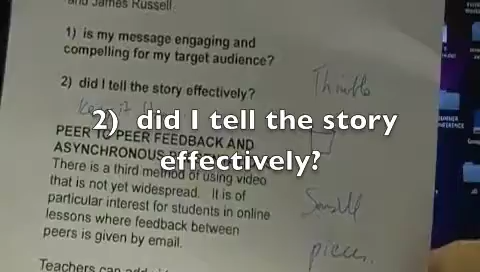 and James Russell
1) is my message engaging and
compelling for my target audience?
2) did I tell the story effectively?
2) did I tell the story
effectively?
PEER TO PEER FEEDBACK AND
ASYNCHRONOUS
There is a third method of using video
that is not yet widespread. It is of
particular interest for students in online
lessons where feedback between
peers is given by email.
Teachers can add
Small
pieces.